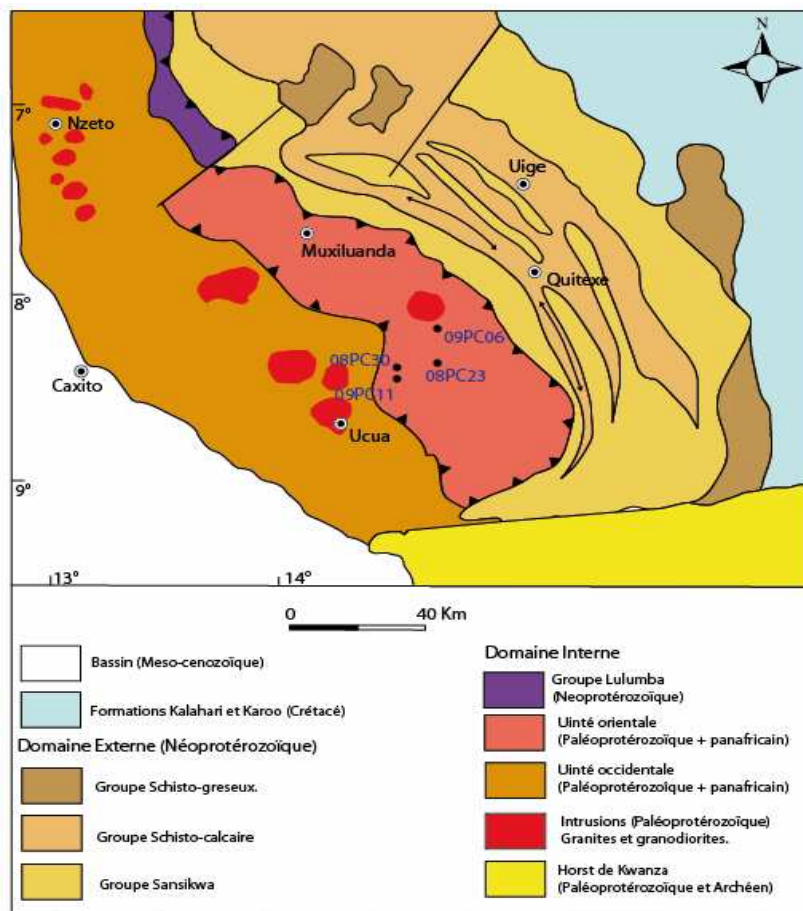 N
7°
Nzeto
Uige
Muxiluanda
Quitexe
8°
09PC06
08PC30
08PC23
Caxito
09PC11
Ucua
9°
13°
14°
0 40 Km
Bassin (Meso-cenozoïque)
Formations Kalahari et Karoo (Crétacé)
Domaine Externe (Néoprotérozoïque)
Groupe Schisto-greseux.
Groupe Schisto-calcaire
Groupe Sansikwa
Domaine Interne
Groupe Lulumba
(Neoprotérozoïque)
Uinté orientale
(Paléoprotérozoïque + panafricain)
Uinté occidentale
(Paléoprotérozoïque + panafricain)
Intrusions (Paléoprotérozoïque)
Granites et granodiorites.
Horst de Kwanza
(Paléoprotérozoïque et Archéen)